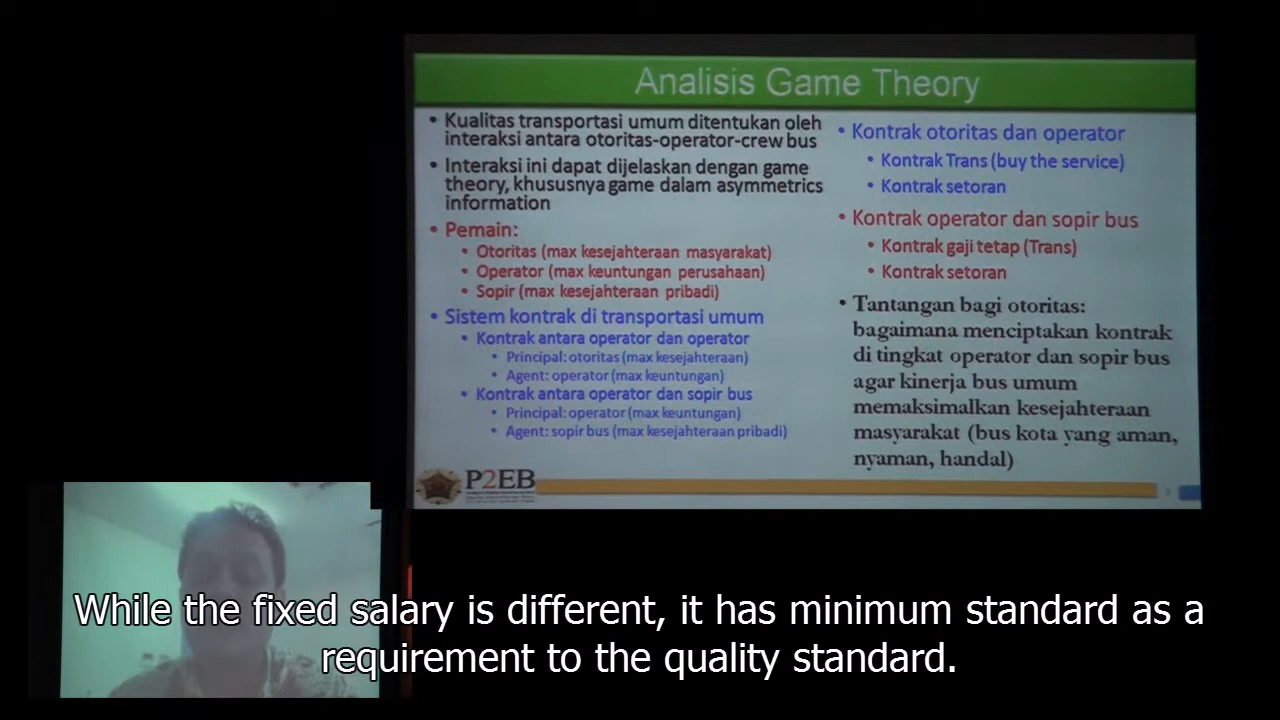 Analisis Game Theory
• Kualitas transportasi umum ditentukan oleh
interaksi antara otoritas-operator-crew bus
• Interaksi ini dapat dijelaskan dengan game
theory, khususnya game dalam asymmetrics
information
• Pemain:
• Otoritas (max kesejahteraan masyarakat)
• Operator (max keuntungan perusahaan)
• Sopir (max kesejahteraan pribadi)
• Sistem kontrak di transportasi umum
• Kontrak antara operator dan operator
• Principal: otoritas (max kesejahteraan)
• Agent: operator (max keuntungan)
• Kontrak antara operator dan sopir bus
• Principal: operator (max keuntungan)
• Agent: sopir bus (max kesejahteraan pribadi)
• Kontrak otoritas dan operator
• Kontrak Trans (buy the service)
• Kontrak setoran
• Kontrak operator dan sopir bus
• Kontrak gaji tetap (Trans)
• Kontrak setoran
• Tantangan bagi otoritas:
bagaimana menciptakan kontrak
di tingkat operator dan sopir bus
agar kinerja bus umum
memaksimalkan kesejahteraan
masyarakat (bus kota yang aman,
nyaman, handal)
P2EB
While the fixed salary is different, it has minimum standard as a
requirement to the quality standard.